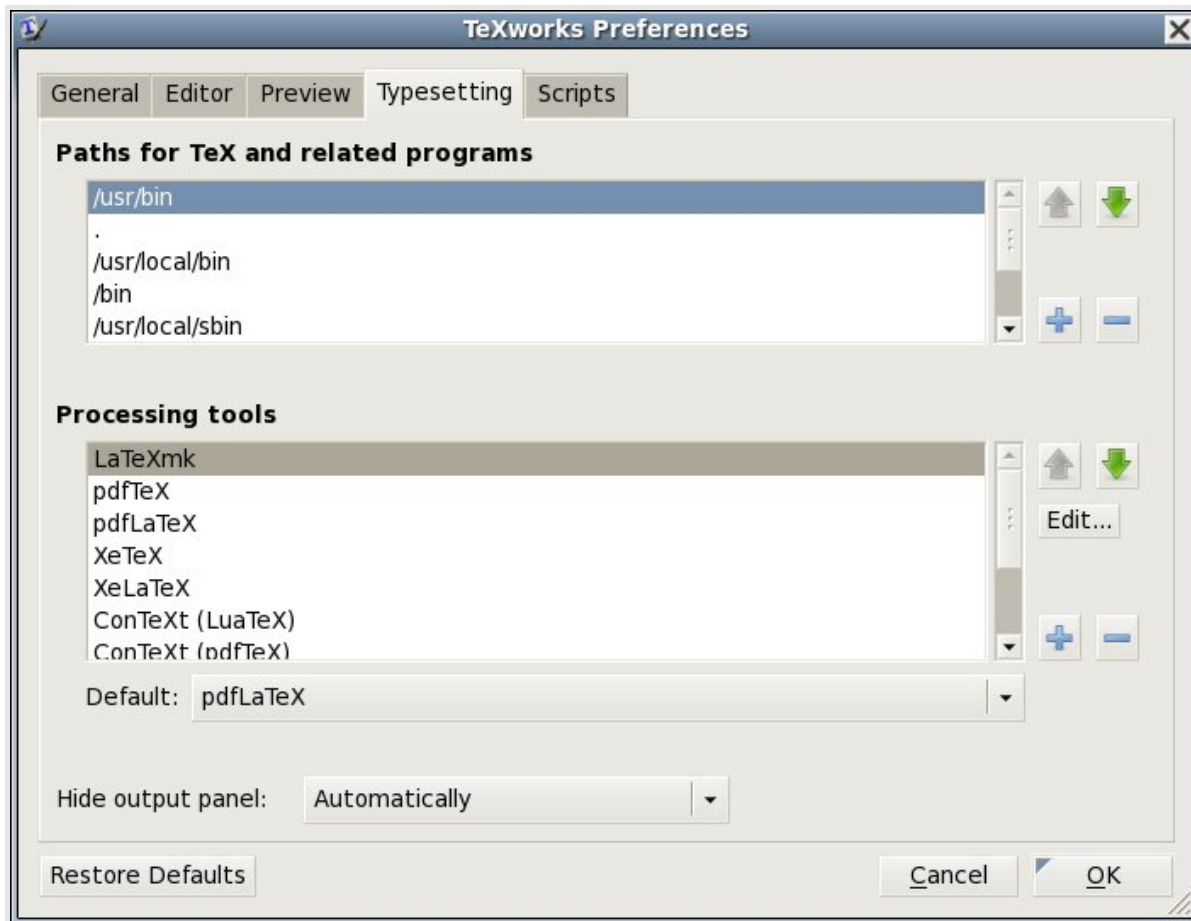 TeXworks Preferences
General Editor Preview Typesetting Scripts
Paths for TeX and related programs
/usr/bin
.
/usr/local/bin
/bin
/usr/local/sbin
Processing tools
LaTeXmk
pdfTeX
pdfLaTeX
Edit...
XeTeX
XeLaTeX
ConTeXt (LuaTeX)
ConTeXt (pdfTeX)
Default: pdfLaTeX
Hide output panel: Automatically
Restore Defaults Cancel OK